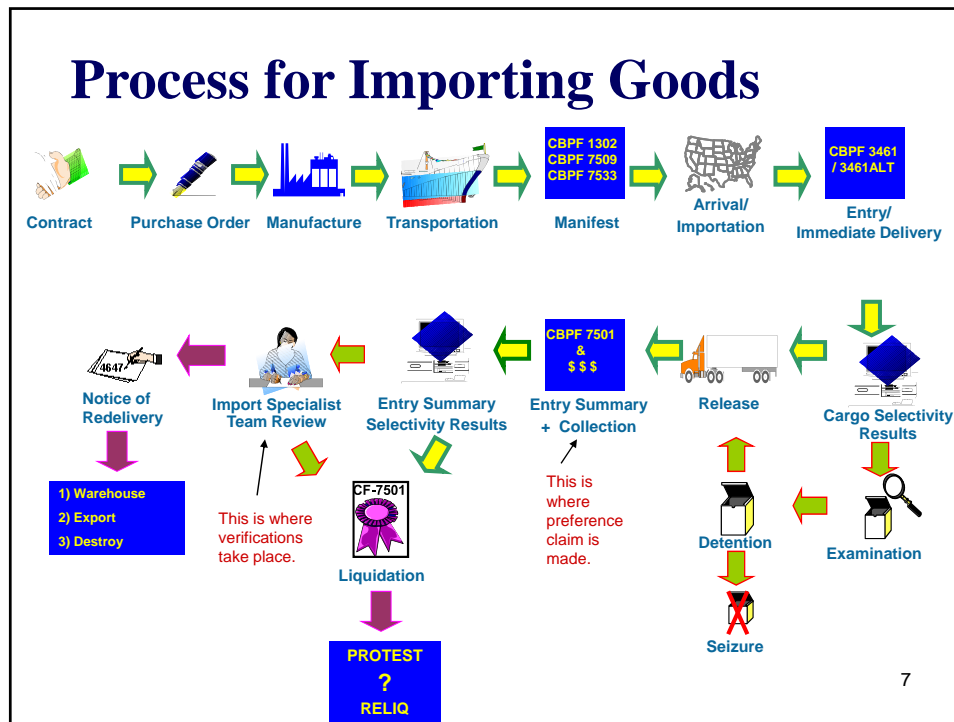 Process for Importing Goods
Contract
Purchase Order
Manufacture
Transportation
CBPF 1302
CBPF 7509
CBPF 7533
Manifest
Arrival/
Importation
CBPF 3461
/ 3461ALT
Entry/
Immediate Delivery
4647
Notice of
Redelivery
Import Specialist
Team Review
Entry Summary
Selectivity Results
CBPF 7501
&
$ $ $
Entry Summary
+ Collection
Release
Cargo Selectivity
Results
1) Warehouse
2) Export
3) Destroy
This is where
verifications
take place.
CF-7501
Liquidation
This is
where
preference
claim is
made.
Detention
Examination
Seizure
PROTEST
?
RELIQ
7